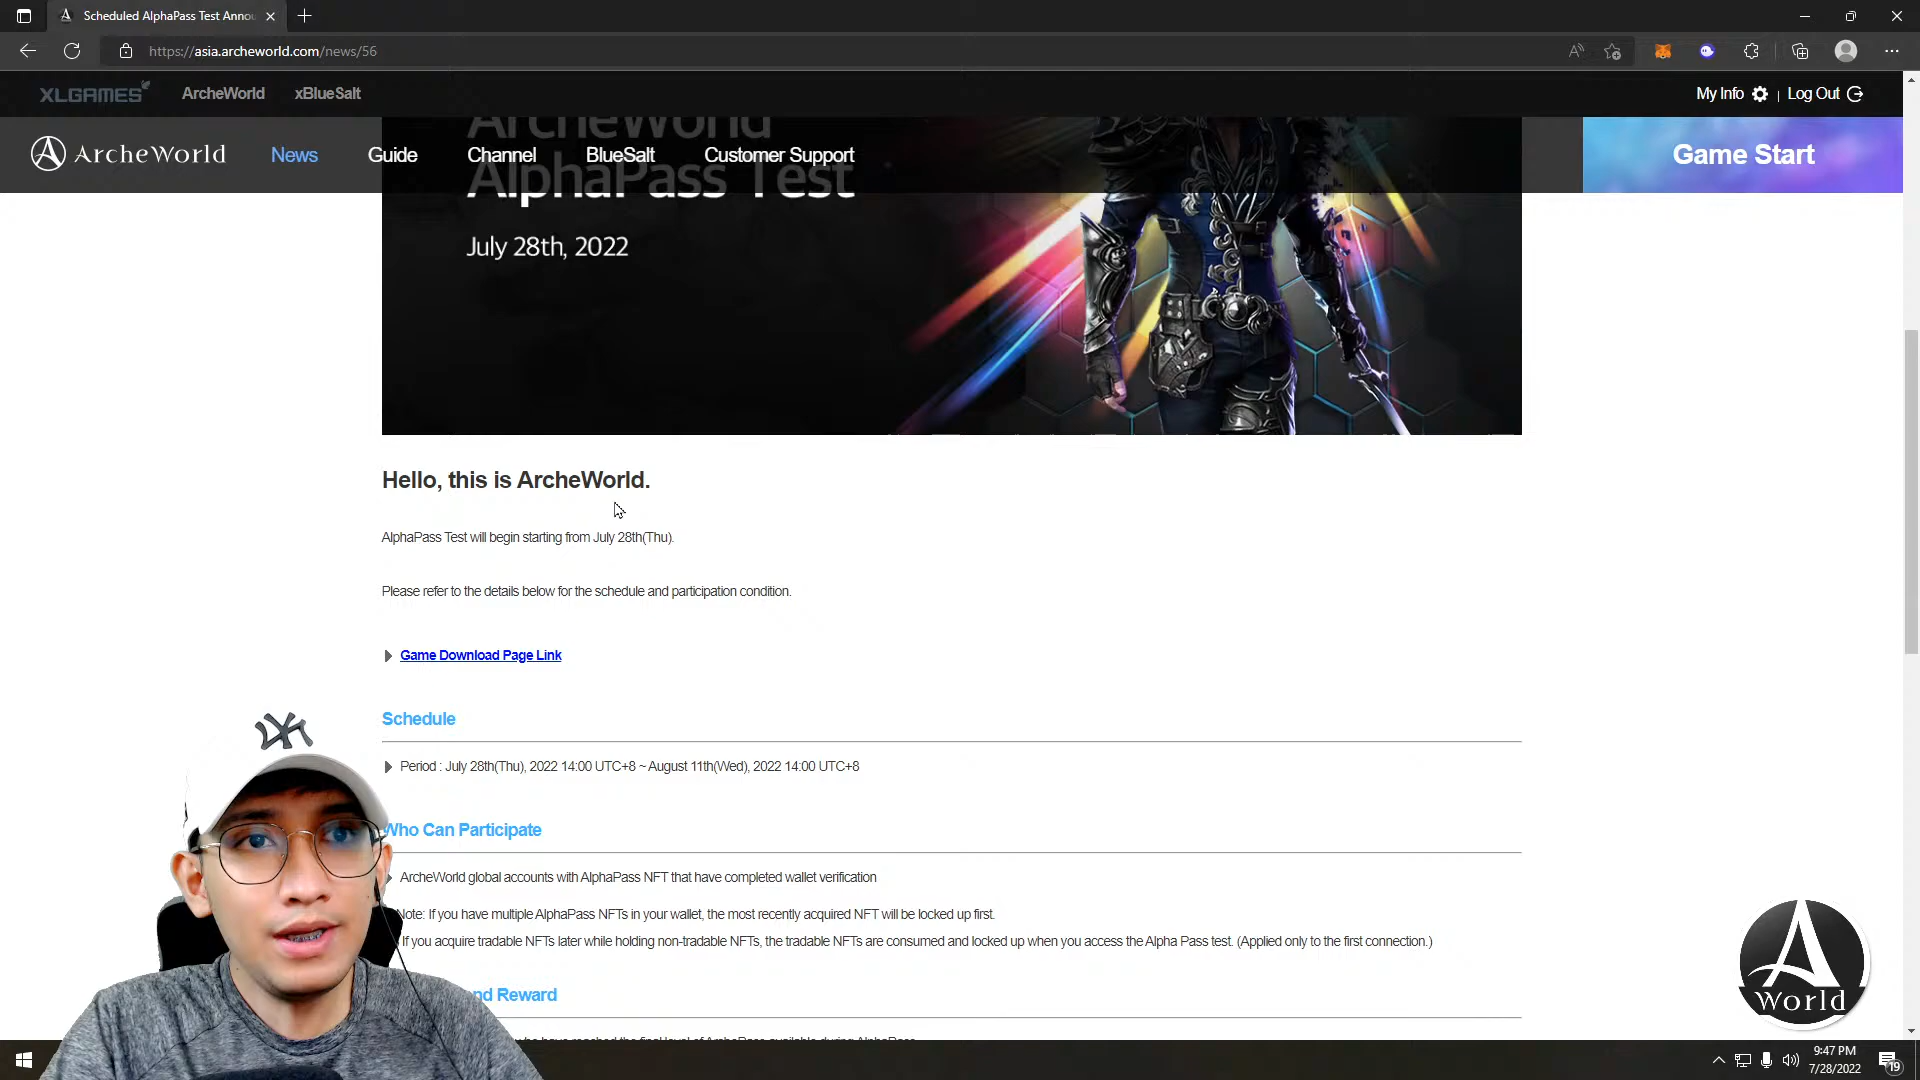 Scheduled AlphaPass Test Annou
https://asia.archeworld.com/news/56
XLGAMES
ArcheWorld
xBlueSalt
My Info
Log Out
ArcheWorld
News
Guide
Channel
BlueSalt
Customer Support
Game Start
ArcheWorld
AlphaPass Test
July 28th, 2022
Hello, this is ArcheWorld.
AlphaPass Test will begin starting from July 28th(Thu).
Please refer to the details below for the schedule and participation condition.
Game Download Page Link
Schedule
Period : July 28th(Thu), 2022 14:00 UTC+8 ~ August 11th(Wed), 2022 14:00 UTC+8
Who Can Participate
ArcheWorld global accounts with AlphaPass NFT that have completed wallet verification
Note: If you have multiple AlphaPass NFTs in your wallet, the most recently acquired NFT will be locked up first.
If you acquire tradable NFTs later while holding non-tradable NFTs, the tradable NFTs are consumed and locked up when you access the Alpha Pass test. (Applied only to the first connection.)
Reward
World
9:47 PM
7/28/2022
19